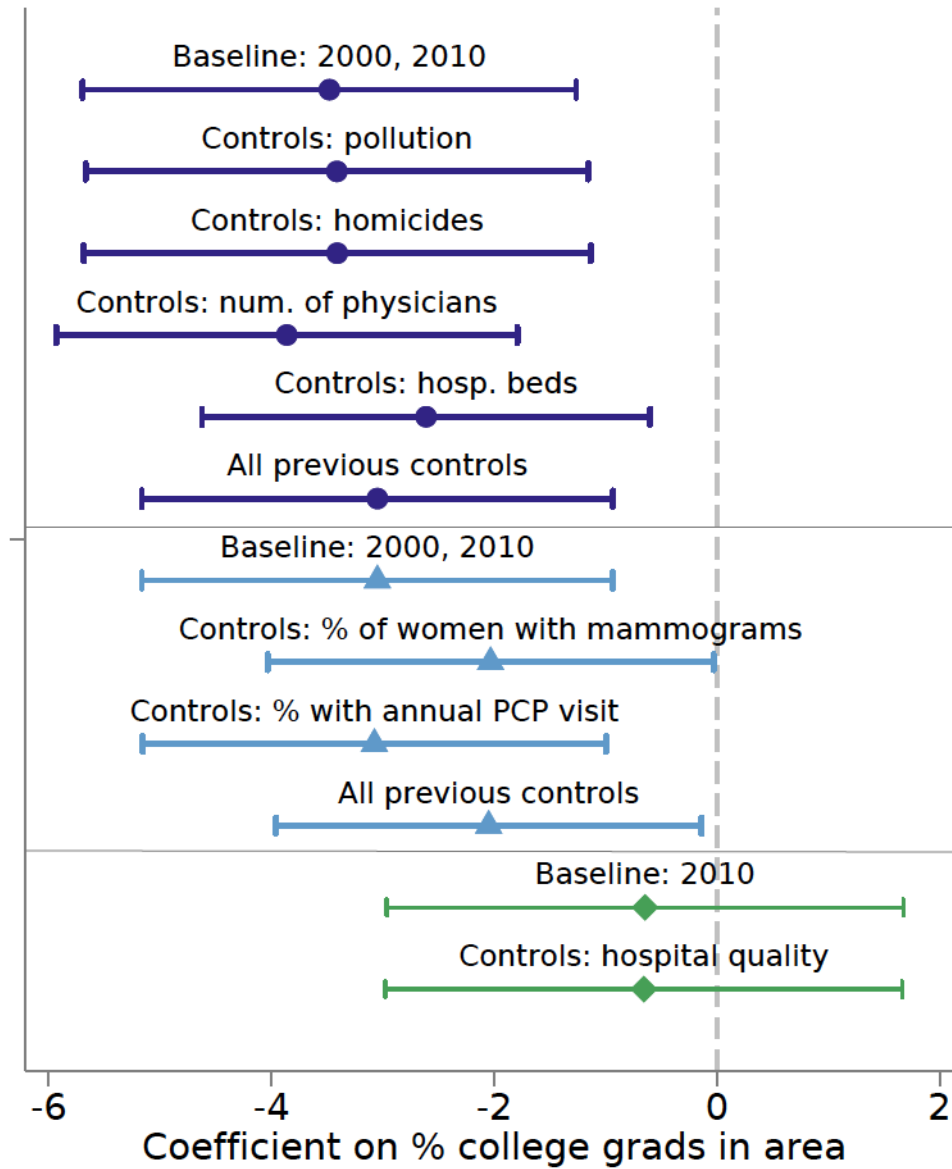 Baseline: 2000, 2010
Controls: pollution
Controls: homicides
Controls: num. of physicians
Controls: hosp. beds
All previous controls
Baseline: 2000, 2010
Controls: % of women with mammograms
Controls: % with annual PCP visit
All previous controls
Baseline: 2010
Controls: hospital quality
-6 -4 -2 0 2
Coefficient on % college grads in area